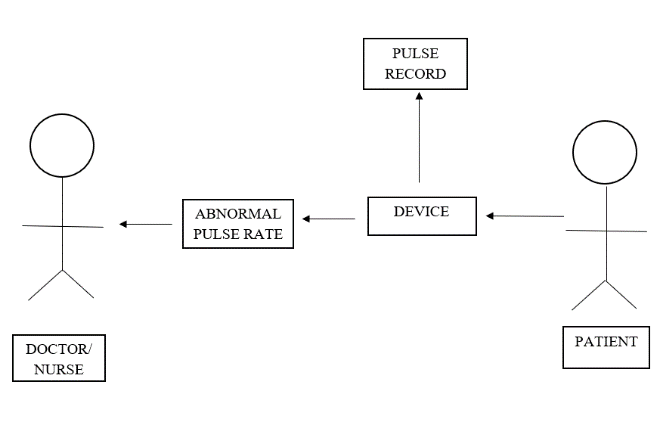 PULSE
RECORD
ABNORMAL
PULSE RATE
DEVICE
DOCTOR/
NURSE
PATIENT